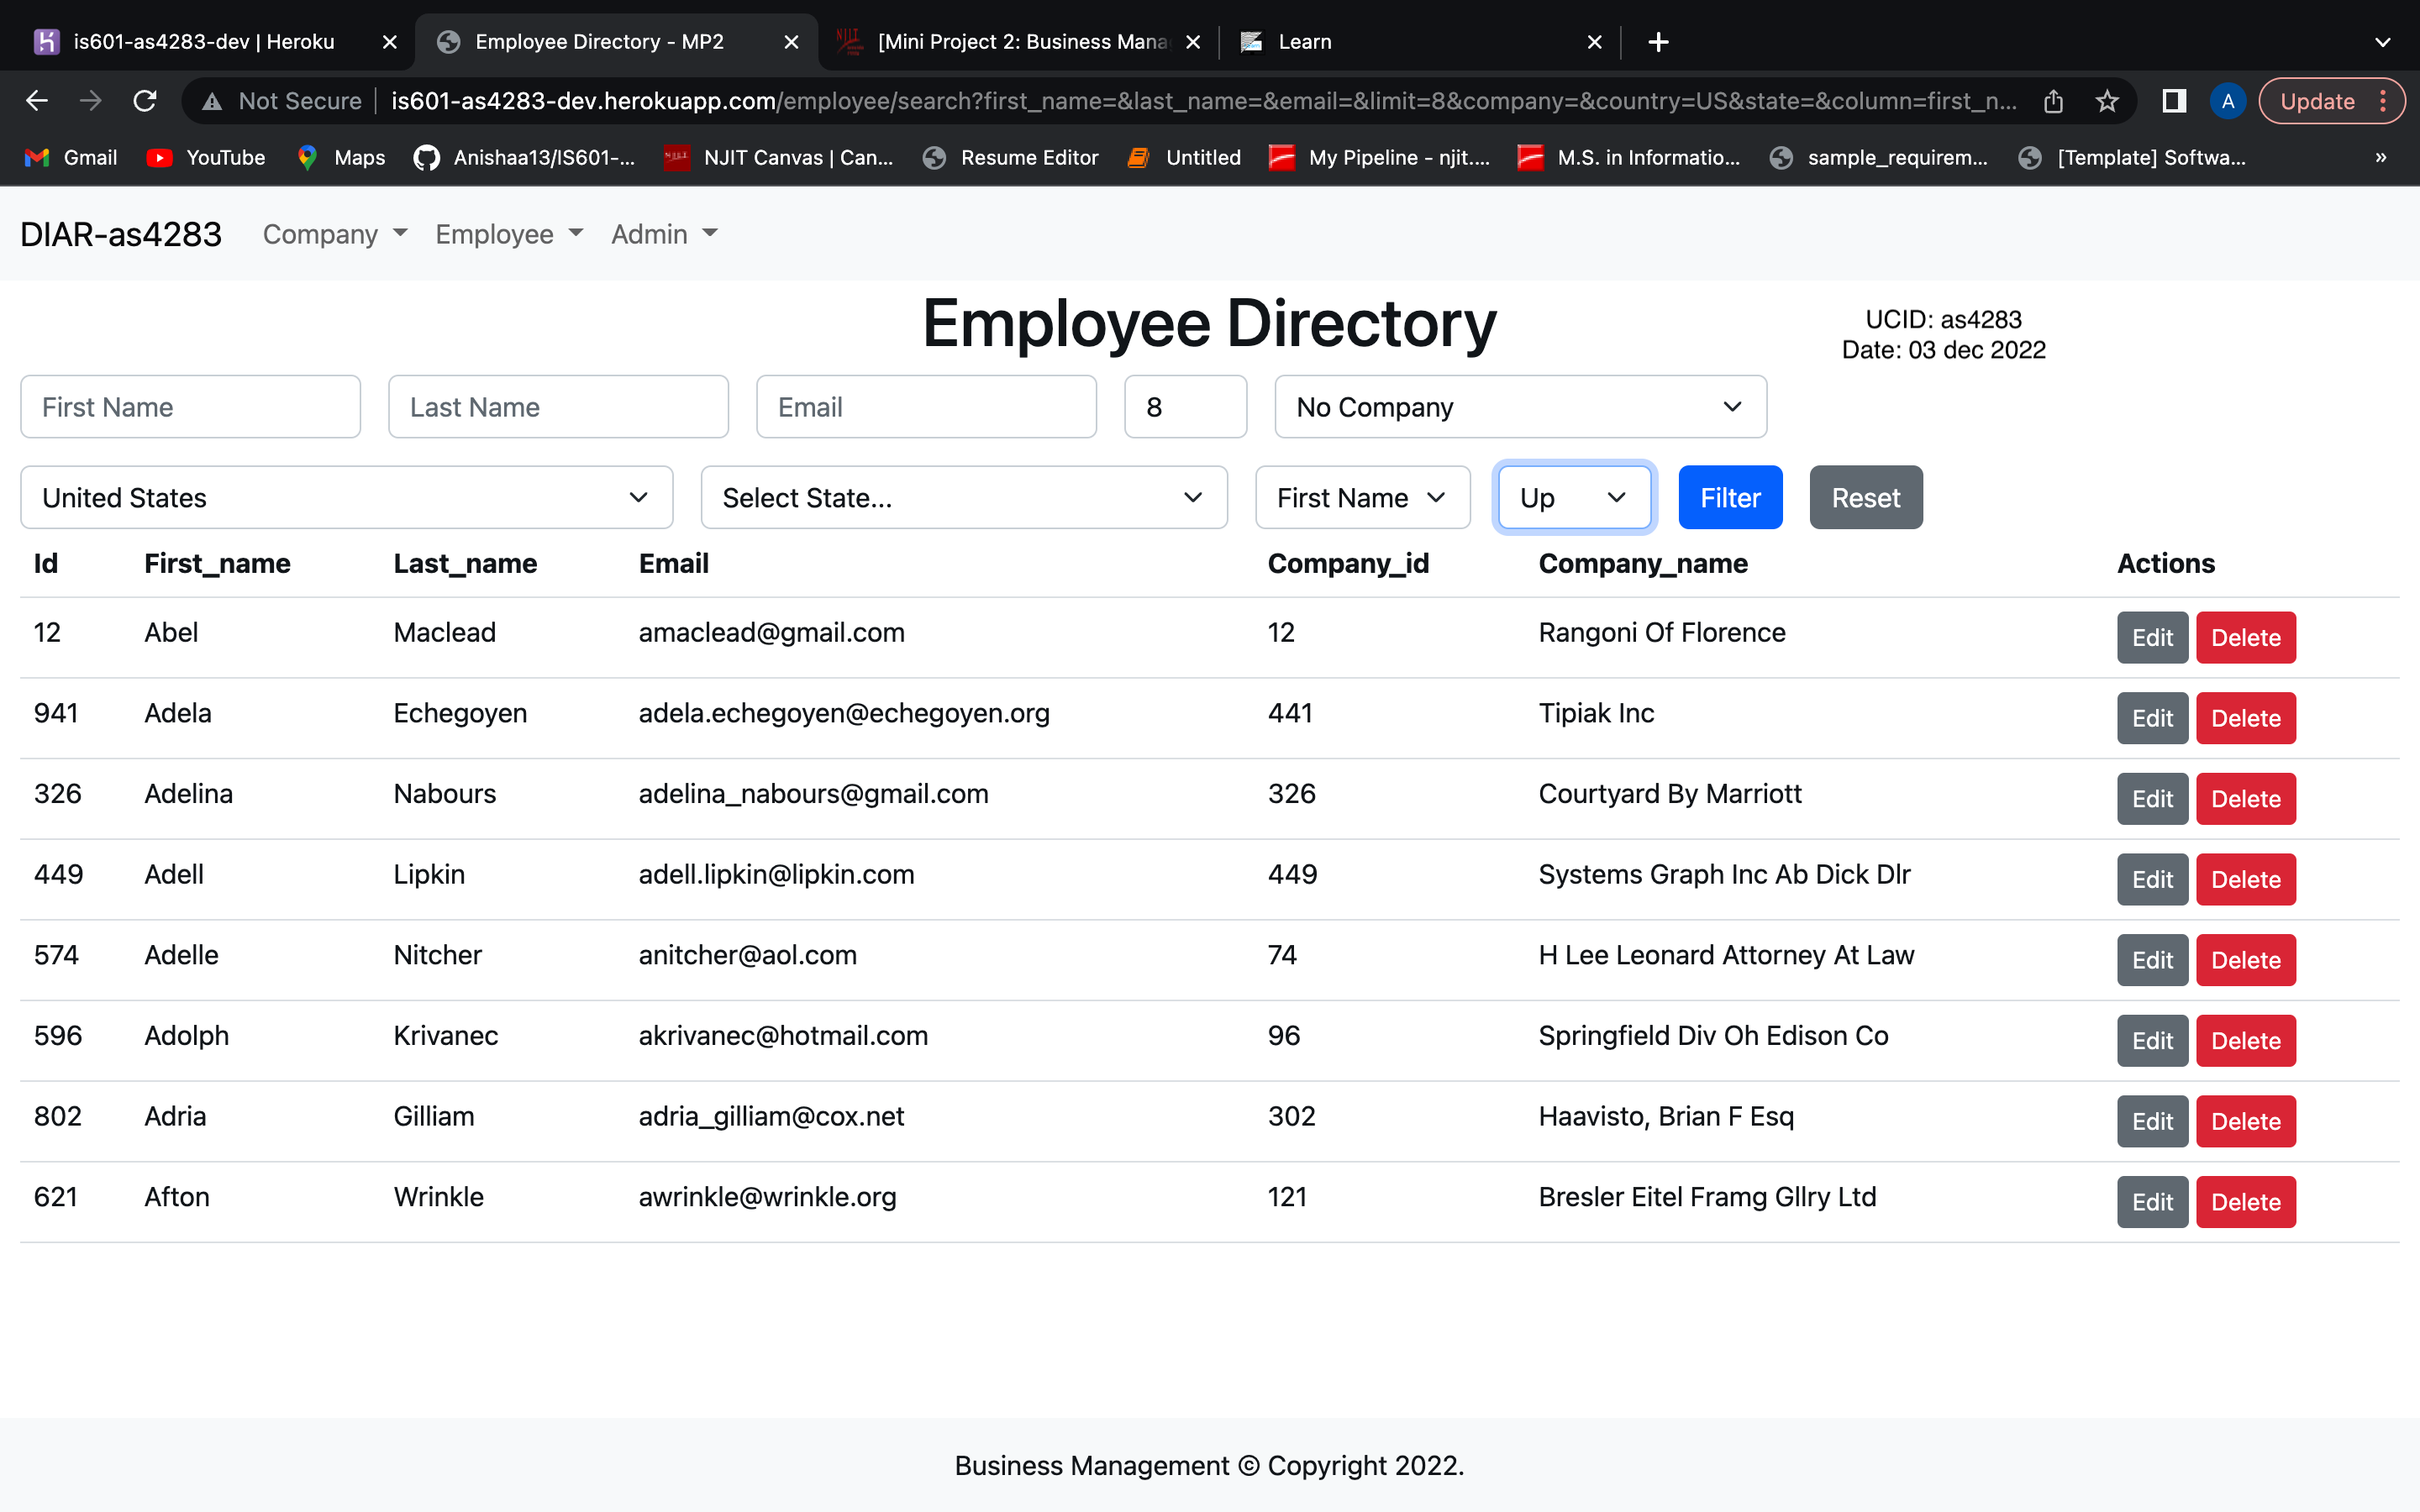 is601-as4283-dev | Heroku
Employee Directory - MP2
[Mini Project 2: Business Mana
Learn
Not Secure
is601-as4283-dev.herokuapp.com/employee/search?first_name=&last_name=&email=&limit=8&company=&country=US&state=&column=first_n...
A
Update
Gmail
YouTube
Maps
Anishaa13/IS601-...
NJIT Canvas | Can...
Resume Editor
Untitled
My Pipeline - njit....
M.S. in Informatio...
sample_requirem...
[Template] Softwa...
»
DIAR-as4283
Company
Employee
Admin
Employee Directory
UCID: as4283
Date: 03 dec 2022
First Name
Last Name
Email
8
No Company
United States
Select State...
First Name
Up
Filter
Reset
Id First_name Last_name Email Company_id Company_name Actions
12 Abel Maclead amaclead@gmail.com 12 Rangoni Of Florence Edit Delete
941 Adela Echegoyen adela.echegoyen@echegoyen.org 441 Tipiak Inc Edit Delete
326 Adelina Nabours adelina_nabours@gmail.com 326 Courtyard By Marriott Edit Delete
449 Adell Lipkin adell.lipkin@lipkin.com 449 Systems Graph Inc Ab Dick Dlr Edit Delete
574 Adelle Nitcher anitcher@aol.com 74 H Lee Leonard Attorney At Law Edit Delete
596 Adolph Krivanec akrivanec@hotmail.com 96 Springfield Div Oh Edison Co Edit Delete
802 Adria Gilliam adria_gilliam@cox.net 302 Haavisto, Brian F Esq Edit Delete
621 Afton Wrinkle awrinkle@wrinkle.org 121 Bresler Eitel Framg Gllry Ltd Edit Delete
Business Management © Copyright 2022.